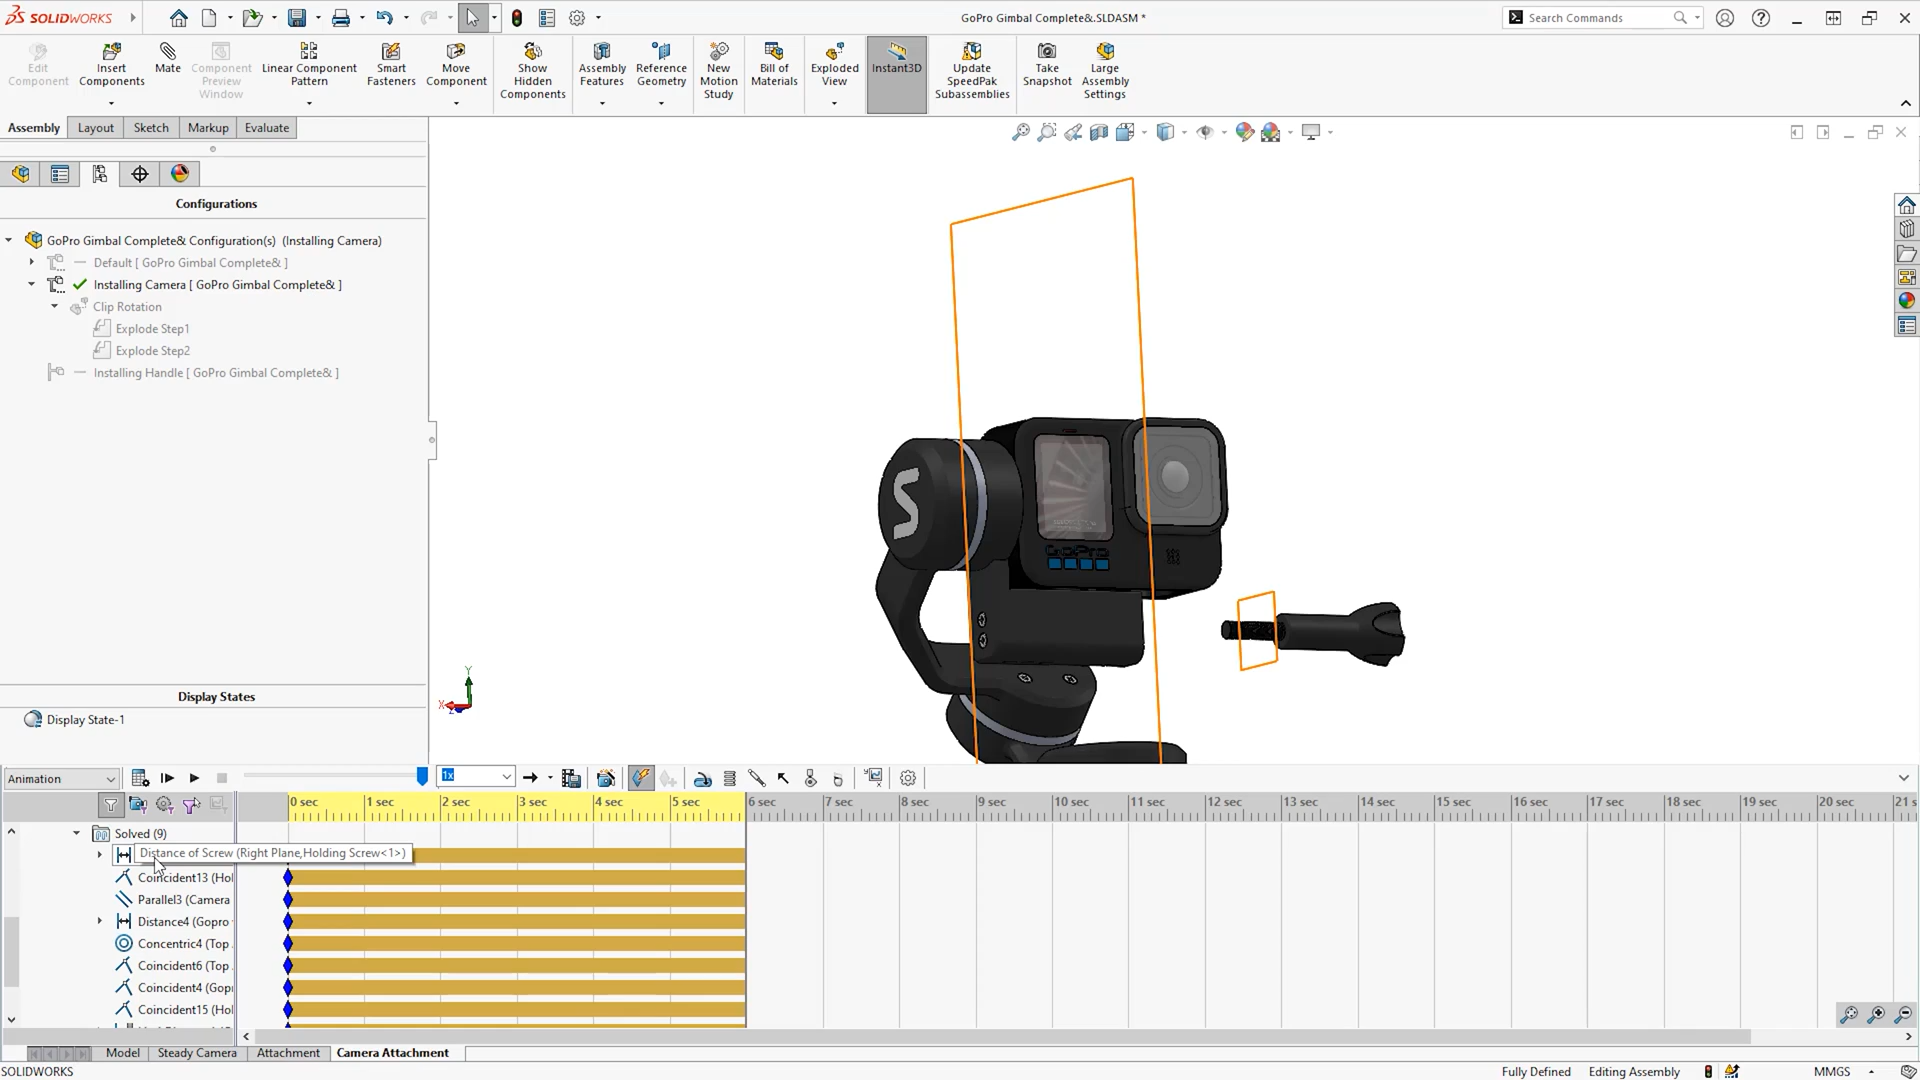 SOLIDWORKS
GoPro Gimbal Complete&.SLDASM *
Search Commands
Edit Component
Insert Components
Mate
Component Preview Window
Linear Component Pattern
Smart Fasteners
Move Component
Show Hidden Components
Assembly Features
Reference Geometry
New Motion Study
Bill of Materials
Exploded View
Instant3D
Update SpeedPak Subassemblies
Take Snapshot
Large Assembly Settings
Assembly
Layout
Sketch
Markup
Evaluate
Configurations
GoPro Gimbal Complete& Configuration(s) (Installing Camera)
Default [ GoPro Gimbal Complete& ]
Installing Camera [ GoPro Gimbal Complete& ]
Clip Rotation
Explode Step1
Explode Step2
Installing Handle [ GoPro Gimbal Complete& ]
S
GoPro
Y
X
Z
Display States
Display State-1
Animation
1x
0 sec
1 sec
2 sec
3 sec
4 sec
5 sec
6 sec
7 sec
8 sec
9 sec
10 sec
11 sec
12 sec
13 sec
14 sec
15 sec
16 sec
17 sec
18 sec
19 sec
20 sec
21 s
Solved (9)
Distance of Screw (Right Plane,Holding Screw<1>)
Coincident13 (Hol
Parallel3 (Camera
Distance4 (Gopro
Concentric4 (Top
Coincident6 (Top
Coincident4 (Gop
Coincident15 (Hol
Model
Steady Camera
Attachment
Camera Attachment
SOLIDWORKS
Fully Defined
Editing Assembly
MMGS